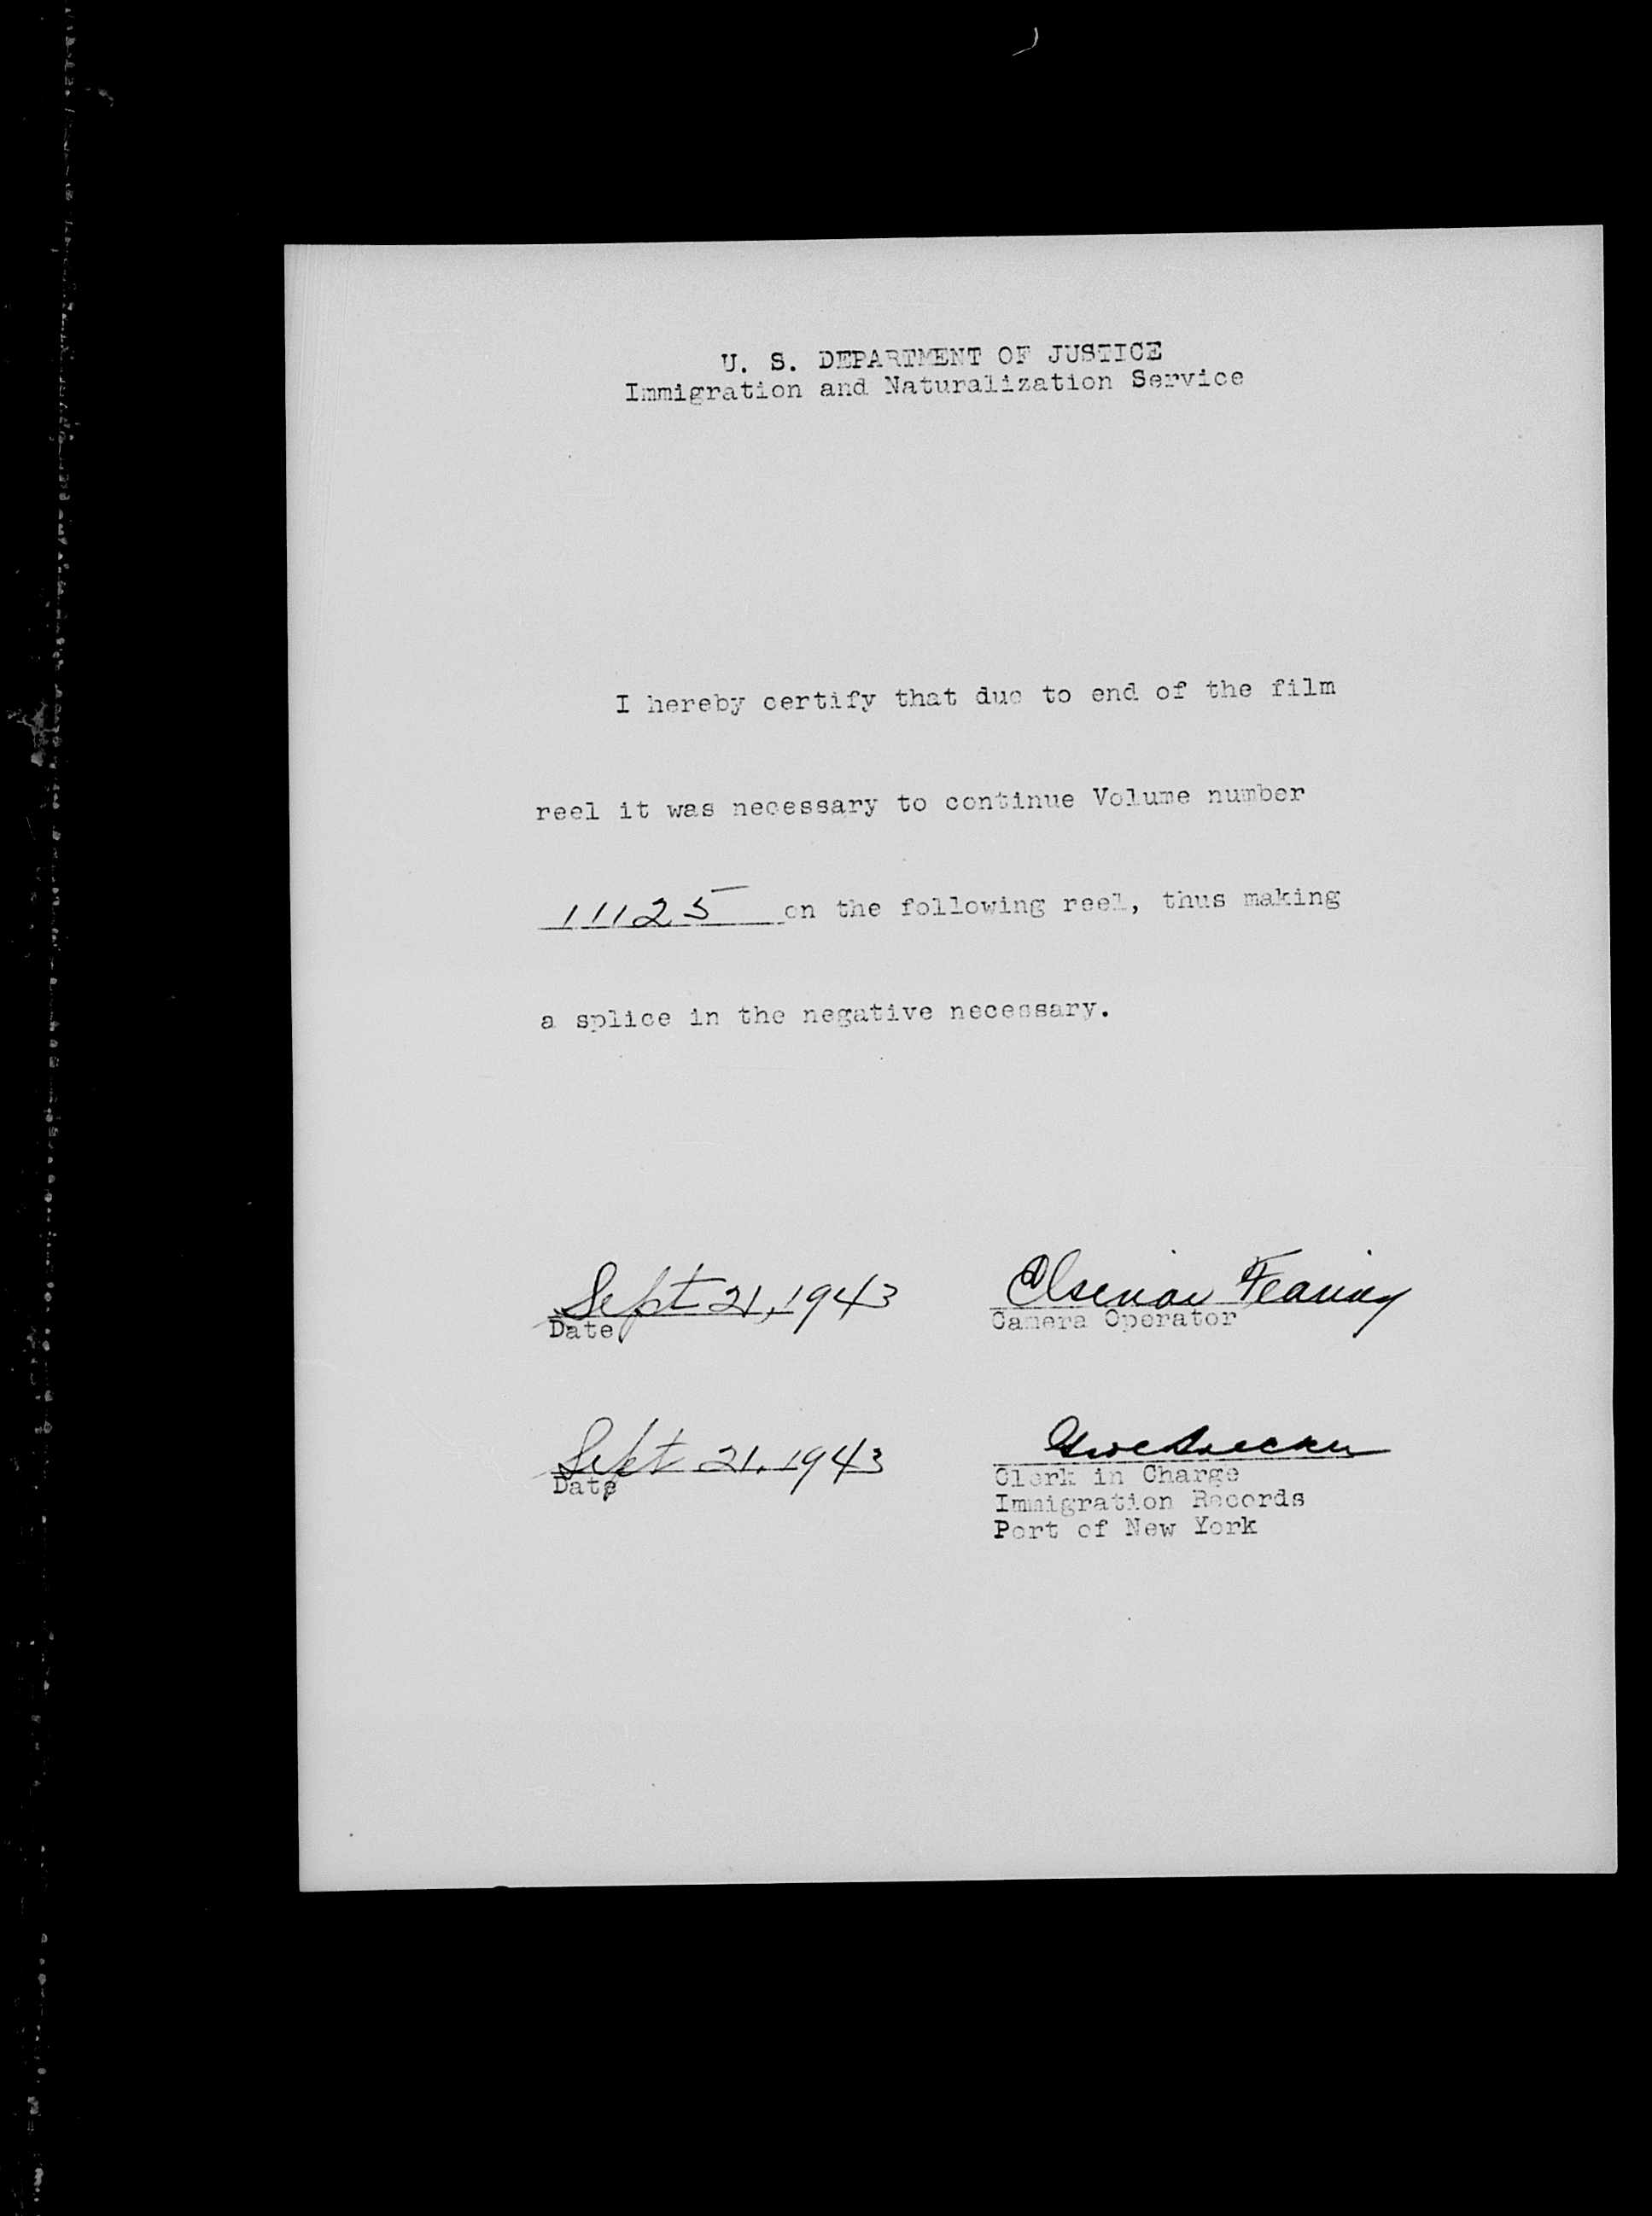 U. S. DEPARTMENT OF JUSTICE
Immigration and Naturalization Service
I hereby certify that due to end of the film
reel it was necessary to continue Volume number
11125 on the following reel, thus making
a splice in the negative necessary.
Sept 21, 1943
Date
Camera Operator
Sept 21, 1943
Date
Clerk in Charge
Immigration Records
Port of New York